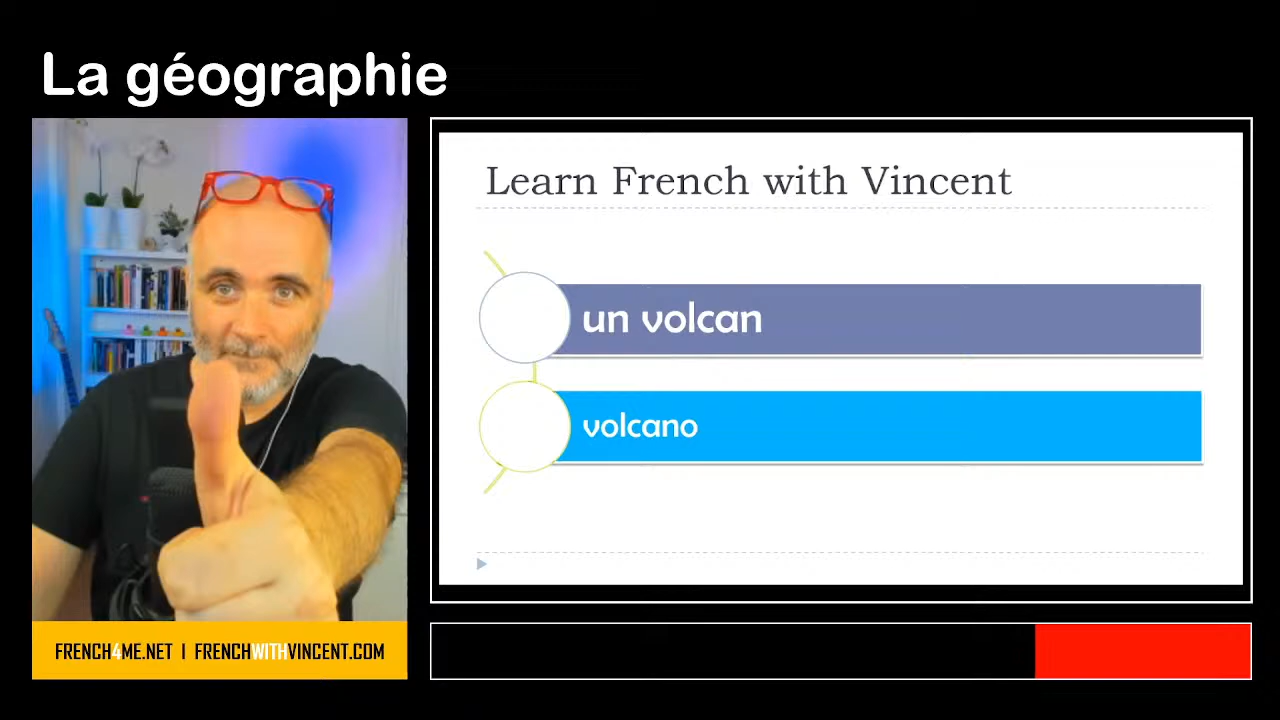 La géographie
Learn French with Vincent
un volcan
volcano
FRENCH4ME.NET I FRENCHWITHVINCENT.COM